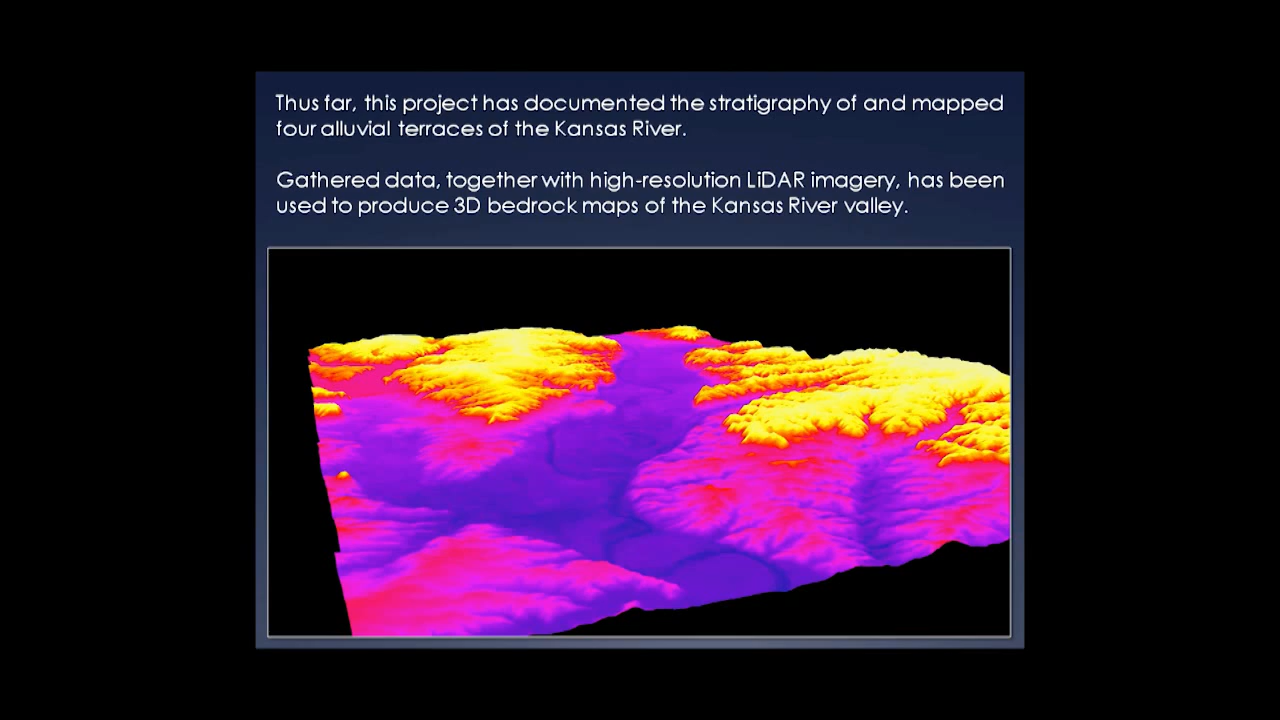 Thus far, this project has documented the stratigraphy of and mapped
four alluvial terraces of the Kansas River.
Gathered data, together with high-resolution LiDAR imagery, has been
used to produce 3D bedrock maps of the Kansas River valley.